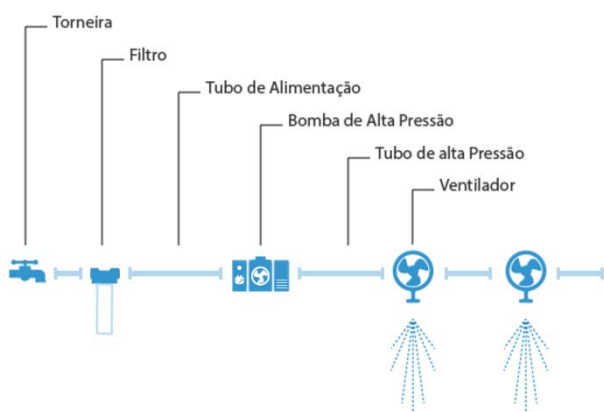 Torneira
Filtro
Tubo de Alimentação
Bomba de Alta Pressão
Tubo de alta Pressão
Ventilador